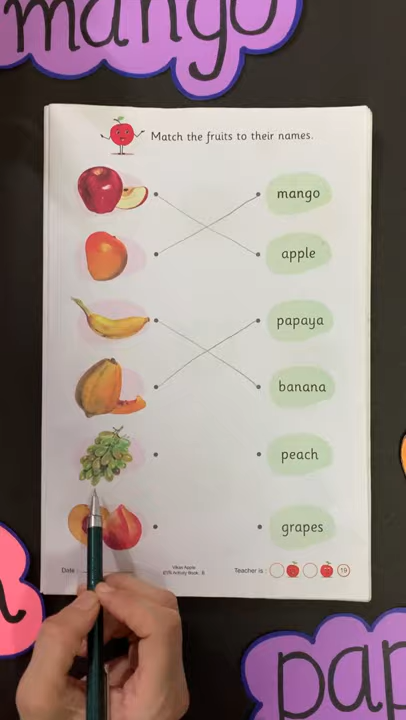 mango
Match the fruits to their names.
mango
apple
papaya
banana
peach
grapes
Date
Teacher is
19
pap